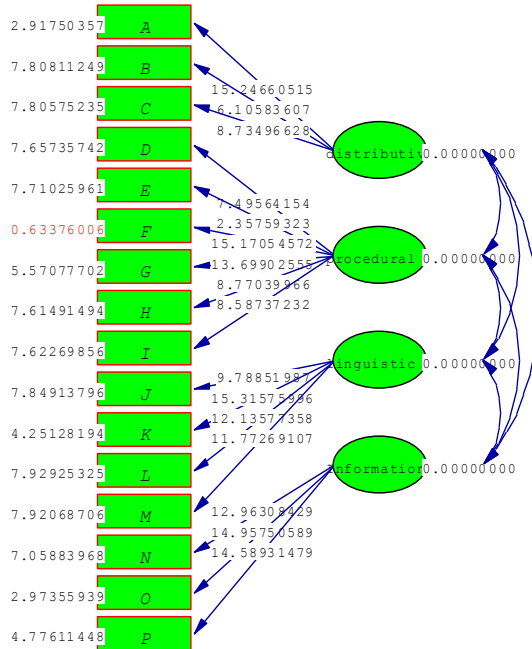 2.91750357 A
7.80811249 B
7.80575235 C
7.65735742 D
7.71025961 E
0.63376006 F
5.57077702 G
7.61491494 H
7.62269856 I
7.84913796 J
4.25128194 K
7.92925325 L
7.92068706 M
7.05883968 N
2.97355939 O
4.77611448 P
15.24660515
6.10583607
8.73496628
7.49564154
2.35759323
15.17054572
13.69902555
8.77039966
8.58737232
9.78851987
15.31575996
12.13577358
11.77269107
12.96308429
14.95750589
14.58931479
distributiv 0.00000000
procedural 0.00000000
linguistic 0.00000000
information 0.00000000